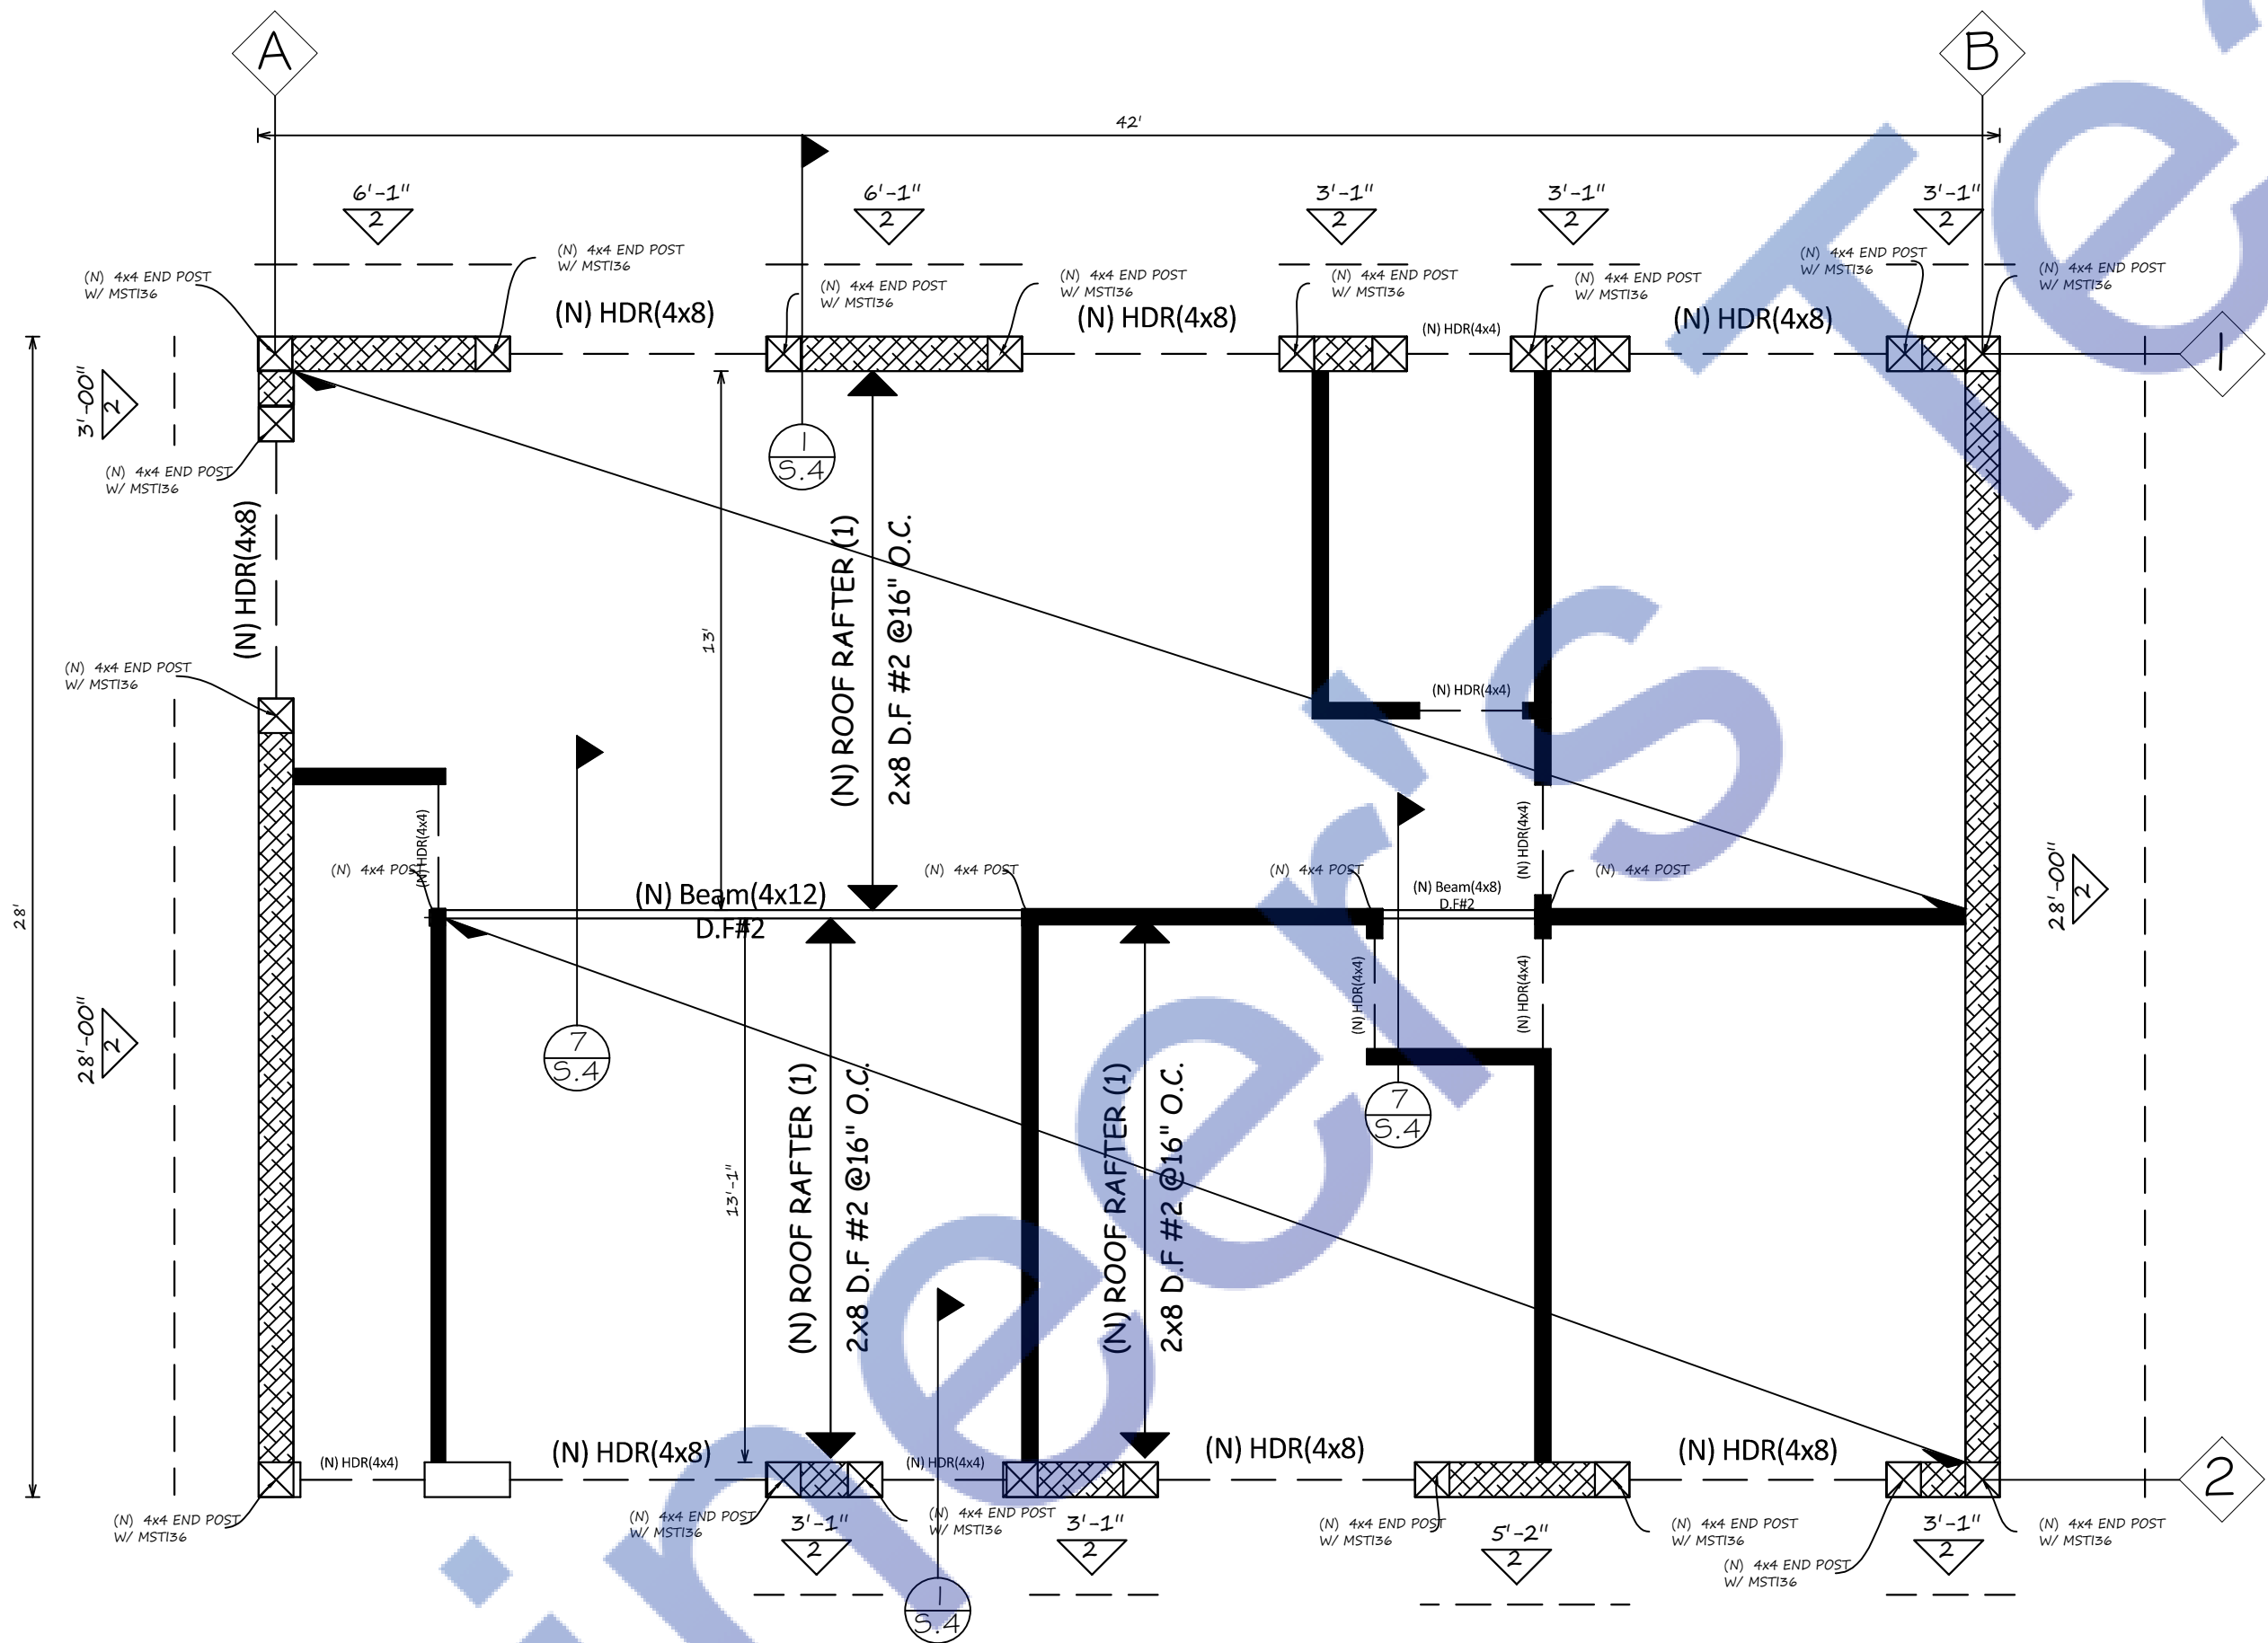 A
B
42'
6'-1"
2
6'-1"
2
3'-1"
2
3'-1"
2
3'-1"
2
(N) 4x4 END POST
W/ MSTI36
(N) 4x4 END POST
W/ MSTI36
(N) 4x4 END POST
W/ MSTI36
(N) 4x4 END POST
W/ MSTI36
(N) 4x4 END POST
W/ MSTI36
(N) 4x4 END POST
W/ MSTI36
(N) 4x4 END POST
W/ MSTI36
(N) 4x4 END POST
W/ MSTI36
(N) HDR(4x8)
(N) HDR(4x8)
(N) HDR(4x4)
(N) HDR(4x8)
1
3'-00"
2
(N) 4x4 END POST
W/ MSTI36
1
S.4
(N) HDR(4x8)
13'
(N) ROOF RAFTER (1)
2x8 D.F #2 @16" O.C.
(N) 4x4 END POST
W/ MSTI36
(N) HDR(4x4)
(N) HDR(4x4)
(N) HDR(4x4)
(N) 4x4 POST
(N) 4x4 POST
(N) 4x4 POST
(N) 4x4 POST
(N) Beam(4x12)
D.F#2
(N) Beam(4x8)
D.F#2
28'
28'-00"
2
28'-00"
2
7
S.4
7
S.4
(N) HDR(4x4)
(N) HDR(4x4)
13'-1"
(N) ROOF RAFTER (1)
2x8 D.F #2 @16" O.C.
(N) ROOF RAFTER (1)
2x8 D.F #2 @16" O.C.
(N) HDR(4x4)
(N) HDR(4x8)
(N) HDR(4x4)
(N) HDR(4x8)
(N) HDR(4x8)
2
(N) 4x4 END POST
W/ MSTI36
(N) 4x4 END POST
W/ MSTI36
(N) 4x4 END POST
W/ MSTI36
(N) 4x4 END POST
W/ MSTI36
(N) 4x4 END POST
W/ MSTI36
(N) 4x4 END POST
W/ MSTI36
(N) 4x4 END POST
W/ MSTI36
3'-1"
2
3'-1"
2
5'-2"
2
3'-1"
2
1
S.4
ineer's Te